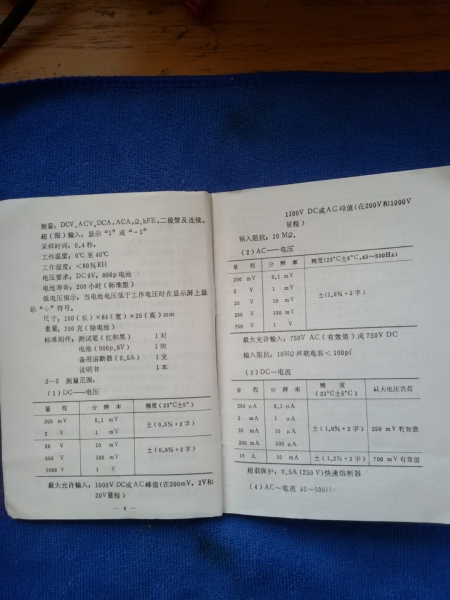 测量：DCV、ACV、DCA、ACA、Ω、hFE、二极管及连续。
超（限）输入：显示“1”或“-1”
采样时间：0.4秒，
工作温度：0℃至40℃
工作湿度：<80%RH
电压要求：DC 9V，006p电池
电池寿命：200小时（标准型）
低电压指示：当电池电压低于工作电压时在显示屏上显
示“ ”符号。
尺寸：160（长）×84（宽）×26（高）mm
重量：200克（除电池）
标准附件：测试笔（红和黑） 1对
电池（006p、9V） 1块
备用熔断器（0.5A） 1支
说明书 1本
2—2 测量范围：
（1）DC—电压
量 程 分 辨 率 精度（23°C±5°）
200 mV 0.1 mV
±（0.5% + 2字）
2 V 1 mV
20 V 10 mV
±（0.8% + 2字）
200 V 100 mV
1000 V 1 V
最大允许输入：1000V DC或AC峰值（在200mV，2V和
20V量程）
— 4 —
1100V DC或AC峰值（在200V和1000V
量程）
输入阻抗：10 MΩ。
（2）AC—电压
量 程 分 辨 率 精度（23°C±5°C、45～500Hz）
200 mV 0.1 mV
2 V 1 mV
20 V 10 mV ±（1.0% + 5字）
200 V 100 mV
750 V 1 V
最大允许输入：750V AC（有效值）或750V DC
输入阻抗：10MΩ并联电容＜100pf
（3）DC—电流
量 程 分 辨 率 精 度（23°C±5°C） 最大电压负荷
200 μA 0.1 μA
2 mA 1 μA
20 mA 10 μA ±（1.0% + 2字） 250 mV有效值
200 mA 100 μA
10 A 10 mA ±（1.2% + 2字） 700 mV有效值
超载保护：0.5A（250V）快速熔断器
（4）AC～电流 45～500Hz